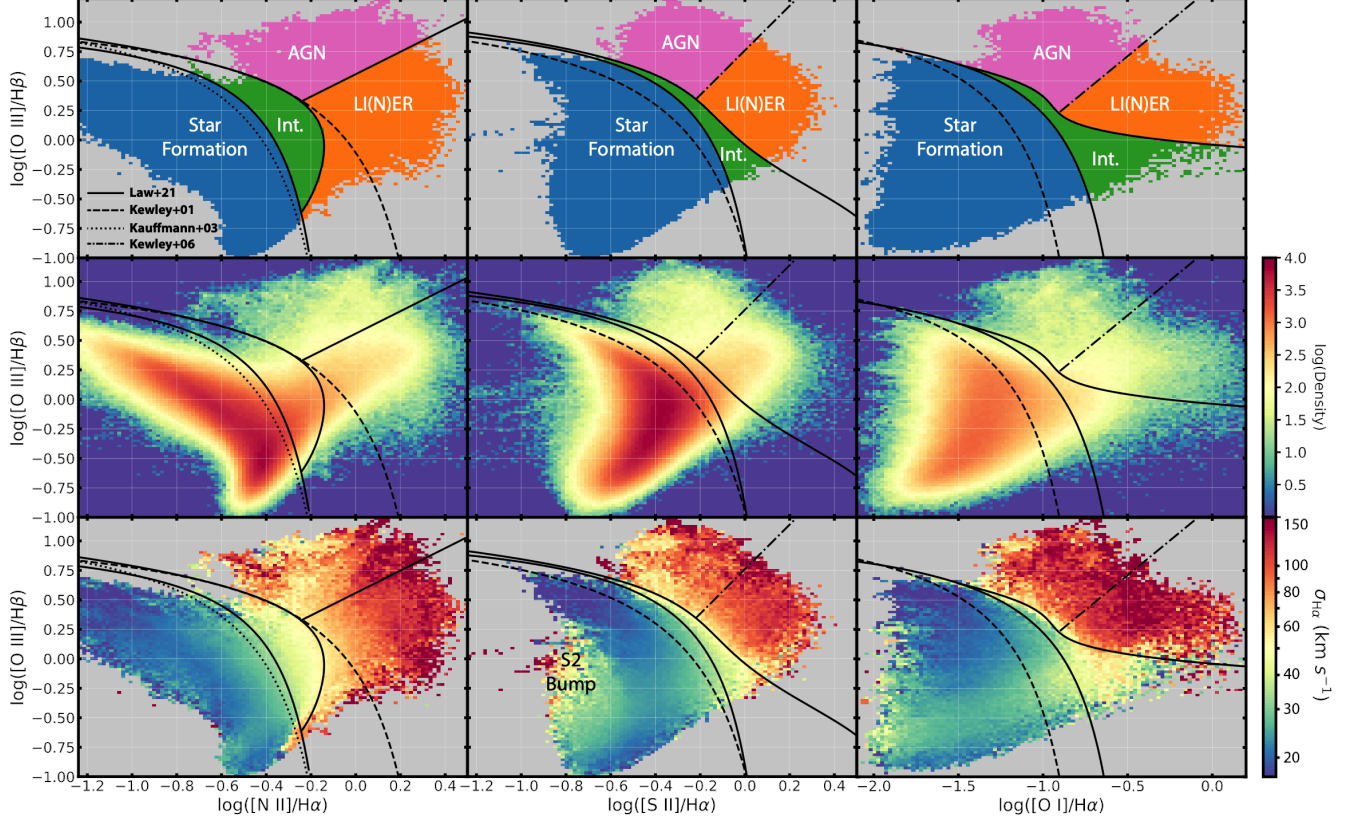 1.00
0.75
0.50
0.25
0.00
−0.25
−0.50
−0.75
−1.00
log([O III]/Hβ)
AGN
LI(N)ER
Int.
Star
Formation
Law+21
Kewley+01
Kauffmann+03
Kewley+06
AGN
LI(N)ER
Int.
Star
Formation
AGN
LI(N)ER
Int.
Star
Formation
1.00
0.75
0.50
0.25
0.00
−0.25
−0.50
−0.75
−1.00
log([O III]/Hβ)
4.0
3.5
3.0
2.5
2.0
1.5
1.0
0.5
log(Density)
1.00
0.75
0.50
0.25
0.00
−0.25
−0.50
−0.75
−1.00
log([O III]/Hβ)
S2
Bump
150
100
80
60
40
30
20
σHα (km s⁻¹)
−1.2 −1.0 −0.8 −0.6 −0.4 −0.2 0.0 0.2 0.4
log([N II]/Hα)
−1.2 −1.0 −0.8 −0.6 −0.4 −0.2 0.0 0.2 0.4
log([S II]/Hα)
−2.0 −1.5 −1.0 −0.5 0.0
log([O I]/Hα)